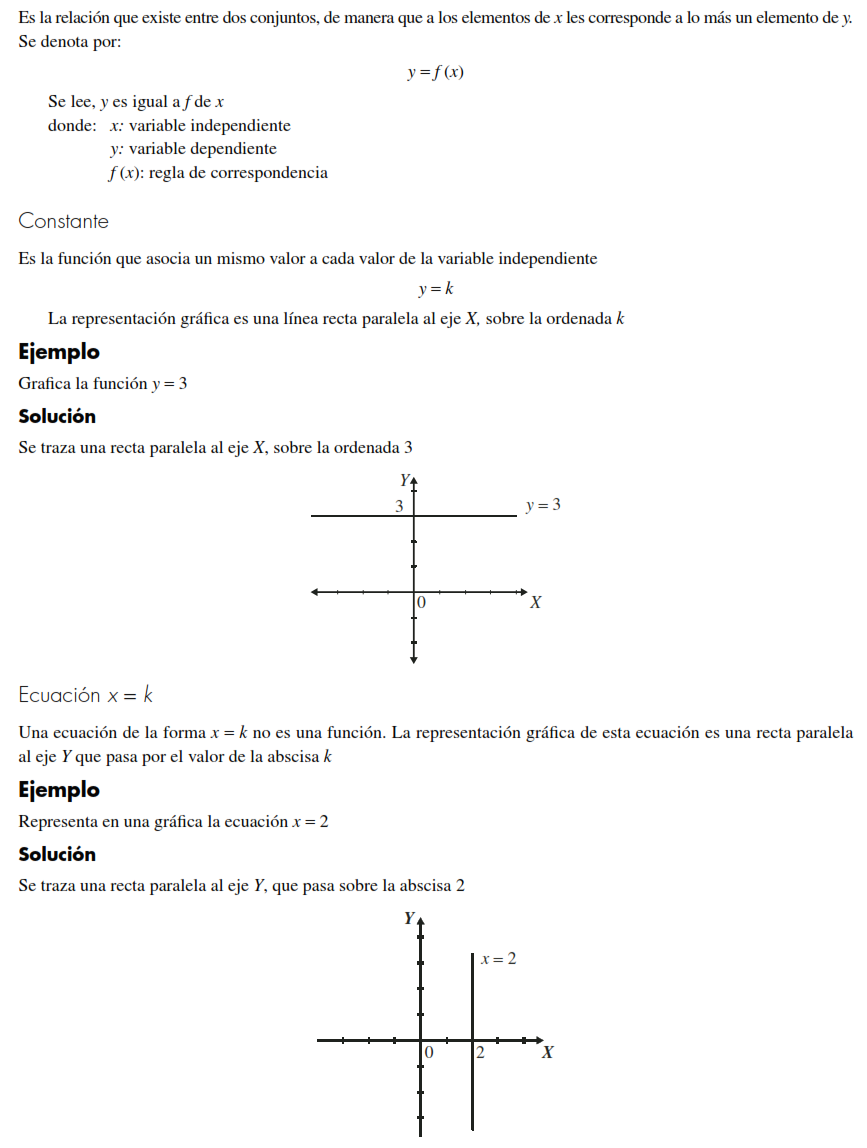 Es la relación que existe entre dos conjuntos, de manera que a los elementos de x les corresponde a lo más un elemento de y.
Se denota por:
y = f (x)
Se lee, y es igual a f de x
donde: x: variable independiente
y: variable dependiente
f (x): regla de correspondencia
Constante
Es la función que asocia un mismo valor a cada valor de la variable independiente
y = k
La representación gráfica es una línea recta paralela al eje X, sobre la ordenada k
Ejemplo
Grafica la función y = 3
Solución
Se traza una recta paralela al eje X, sobre la ordenada 3
Y
3
y = 3
0
X
Ecuación x = k
Una ecuación de la forma x = k no es una función. La representación gráfica de esta ecuación es una recta paralela
al eje Y que pasa por el valor de la abscisa k
Ejemplo
Representa en una gráfica la ecuación x = 2
Solución
Se traza una recta paralela al eje Y, que pasa sobre la abscisa 2
Y
x = 2
0
2
X